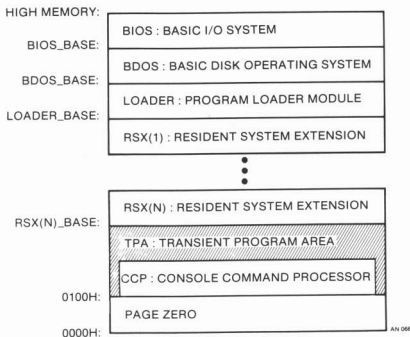 HIGH MEMORY:
BIOS : BASIC I/O SYSTEM
BIOS_BASE:
BDOS : BASIC DISK OPERATING SYSTEM
BDOS_BASE:
LOADER : PROGRAM LOADER MODULE
LOADER_BASE:
RSX(1) : RESIDENT SYSTEM EXTENSION
RSX(N) : RESIDENT SYSTEM EXTENSION
RSX(N)_BASE:
TPA : TRANSIENT PROGRAM AREA
CCP : CONSOLE COMMAND PROCESSOR
0100H:
PAGE ZERO
0000H: